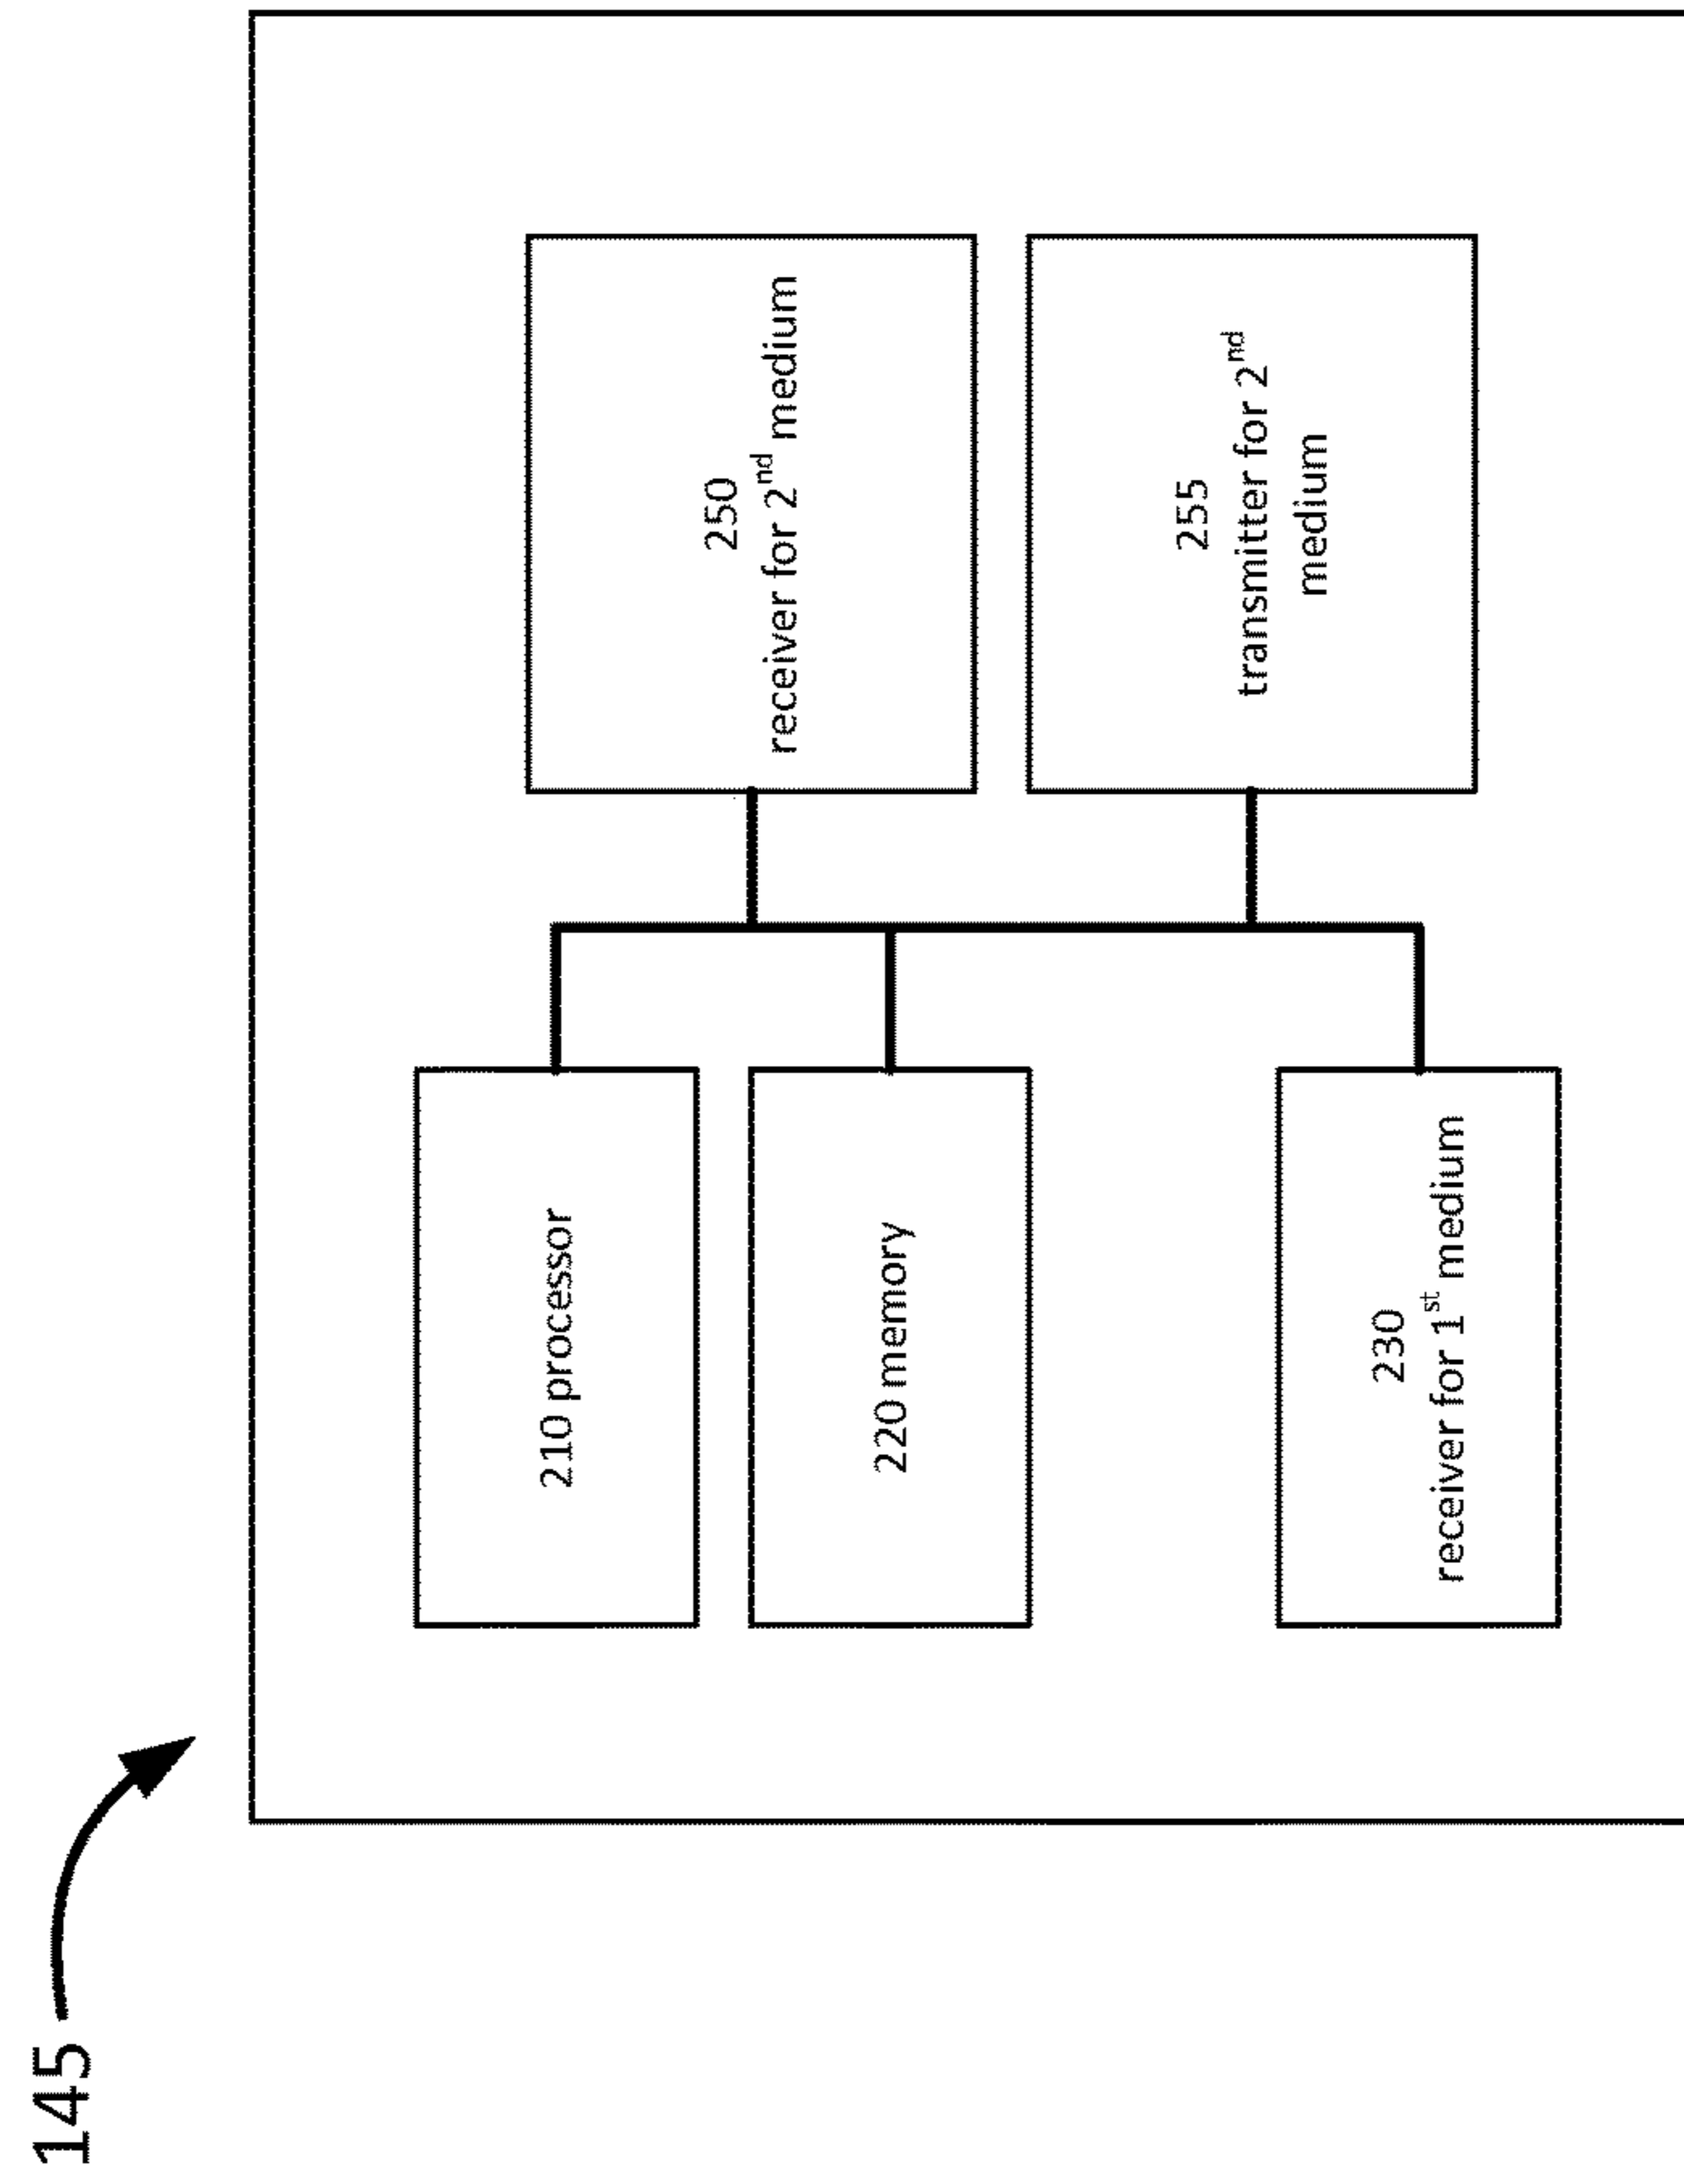 145
210 processor
220 memory
230
receiver for 1st medium
250
receiver for 2nd medium
255
transmitter for 2nd
medium